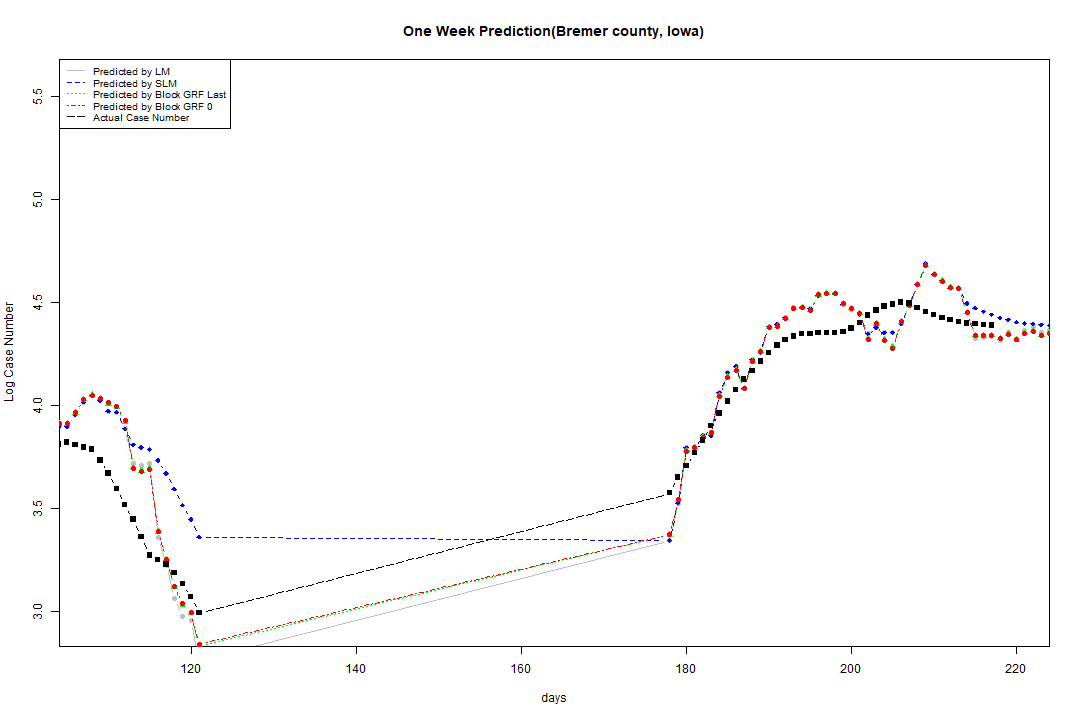 One Week Prediction(Bremer county, Iowa)
Predicted by LM
Predicted by SLM
Predicted by Block GRF Last
Predicted by Block GRF 0
Actual Case Number
5.5
5.0
4.5
4.0
3.5
3.0
Log Case Number
120 140 160 180 200 220
days